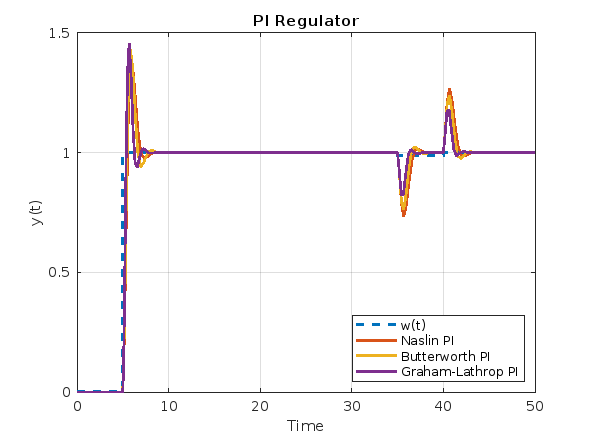 PI Regulator
1.5
1
0.5
0
y(t)
0 10 20 30 40 50
Time
w(t)
Naslin PI
Butterworth PI
Graham-Lathrop PI